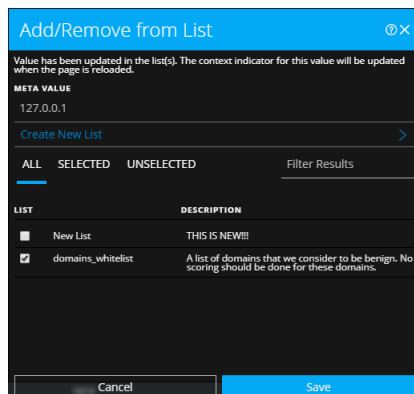 Add/Remove from List
Value has been updated in the list(s). The context indicator for this value will be updated
when the page is reloaded.
META VALUE
127.0.0.1
Create New List
ALL SELECTED UNSELECTED Filter Results
LIST DESCRIPTION
New List THIS IS NEW!!!
domains_whitelist A list of domains that we consider to be benign. No
scoring should be done for these domains.
Cancel Save